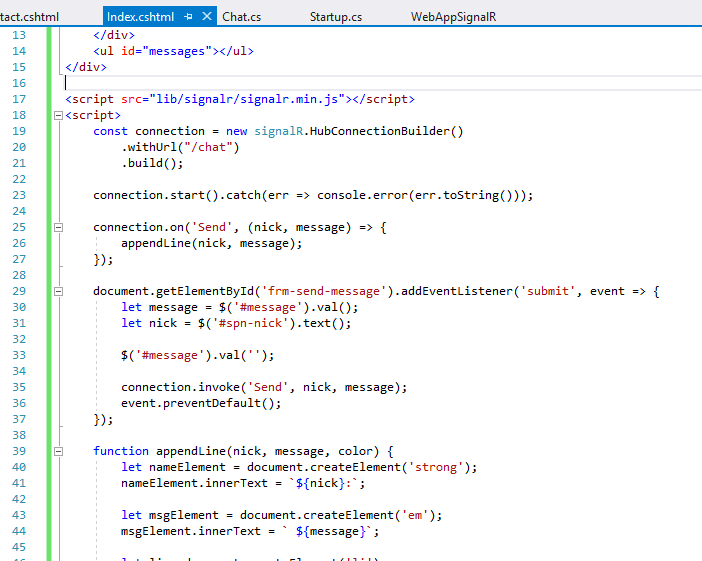 tact.cshtml Index.cshtml Chat.cs Startup.cs WebAppSignalR
13 </div>
14 <ul id="messages"></ul>
15 </div>
16
17 <script src="lib/signalr/signalr.min.js"></script>
18 <script>
19 const connection = new signalR.HubConnectionBuilder()
20 .withUrl("/chat")
21 .build();
22
23 connection.start().catch(err => console.error(err.toString()));
24
25 connection.on('Send', (nick, message) => {
26 appendLine(nick, message);
27 });
28
29 document.getElementById('frm-send-message').addEventListener('submit', event => {
30 let message = $('#message').val();
31 let nick = $('#spn-nick').text();
32
33 $('#message').val('');
34
35 connection.invoke('Send', nick, message);
36 event.preventDefault();
37 });
38
39 function appendLine(nick, message, color) {
40 let nameElement = document.createElement('strong');
41 nameElement.innerText = `${nick}:`;
42
43 let msgElement = document.createElement('em');
44 msgElement.innerText = ` ${message}`;
45